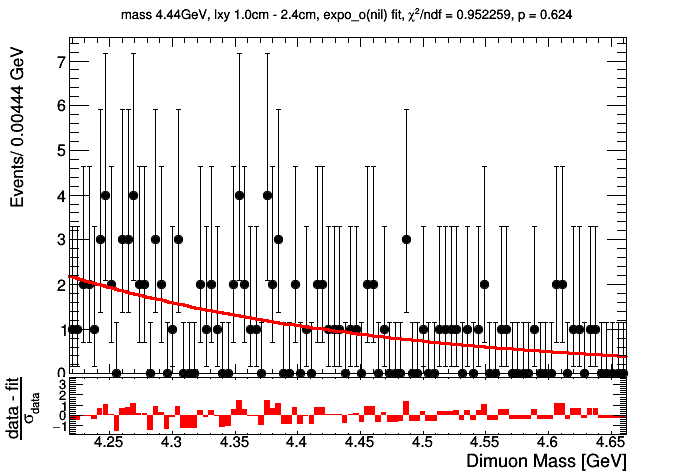 mass 4.44GeV, lxy 1.0cm - 2.4cm, expo_o(nil) fit, χ²/ndf = 0.952259, p = 0.624
Events/ 0.00444 GeV
7
6
5
4
3
2
1
0
data - fit
σdata
3
2
1
0
−1
4.25 4.3 4.35 4.4 4.45 4.5 4.55 4.6 4.65
Dimuon Mass [GeV]